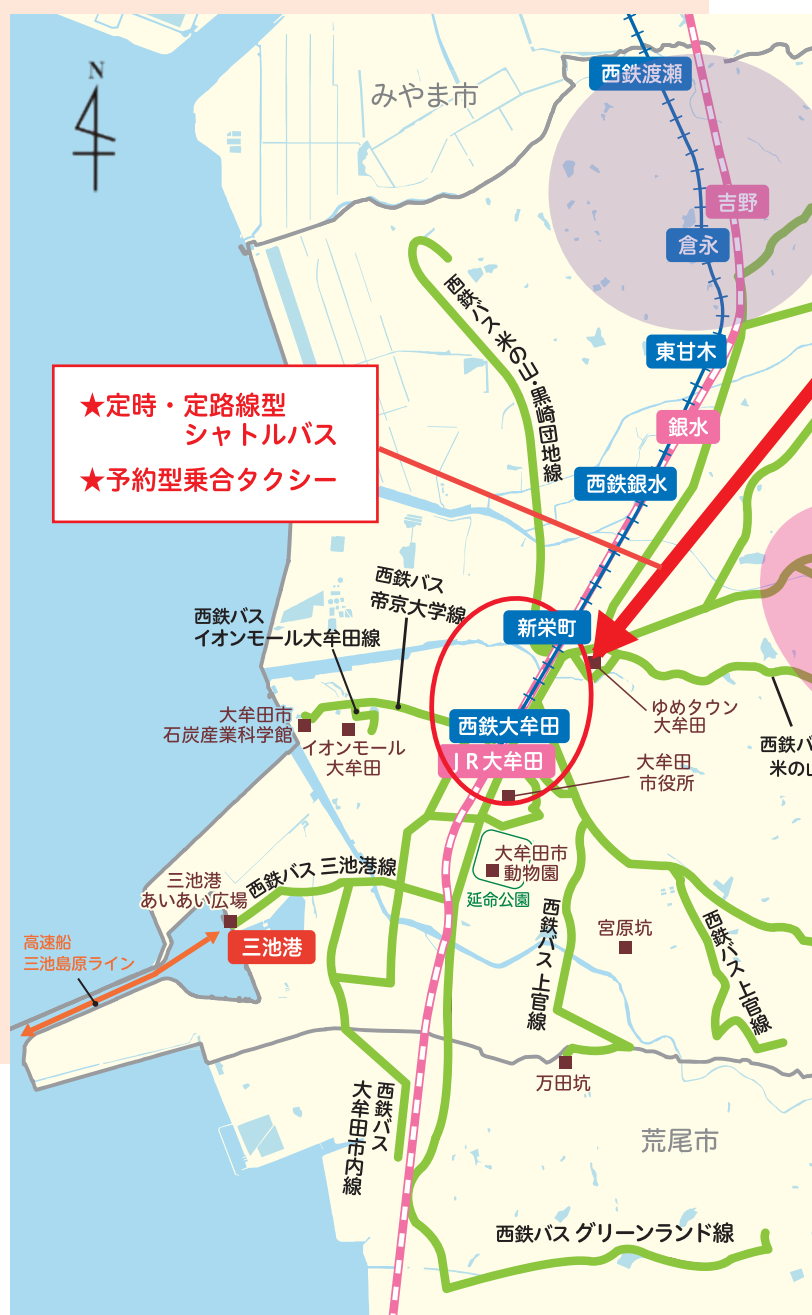 N
みやま市
西鉄渡瀬
吉野
倉永
東甘木
銀水
西鉄銀水
西鉄バス 米の山・黒崎団地線
★定時・定路線型
シャトルバス
★予約型乗合タクシー
西鉄バス
帝京大学線
西鉄バス
イオンモール大牟田線
新栄町
ゆめタウン
大牟田
大牟田市
石炭産業科学館
イオンモール
大牟田
西鉄大牟田
JR大牟田
大牟田
市役所
西鉄バ
米の山
大牟田市
動物園
延命公園
三池港
あいあい広場
西鉄バス 三池港線
三池港
高速船
三池島原ライン
西鉄バス 上官線
宮原坑
西鉄バス 上官線
万田坑
西鉄バス
大牟田市内線
荒尾市
西鉄バス グリーンランド線